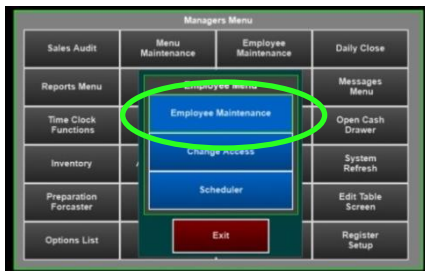 Managers Menu
Sales Audit
Menu
Maintenance
Employee
Maintenance
Daily Close
Reports Menu
Employee Menu
Messages
Menu
Time Clock
Functions
Employee Maintenance
Open Cash
Drawer
Inventory
Change Access
System
Refresh
Preparation
Forcaster
Scheduler
Edit Table
Screen
Options List
Exit
Register
Setup